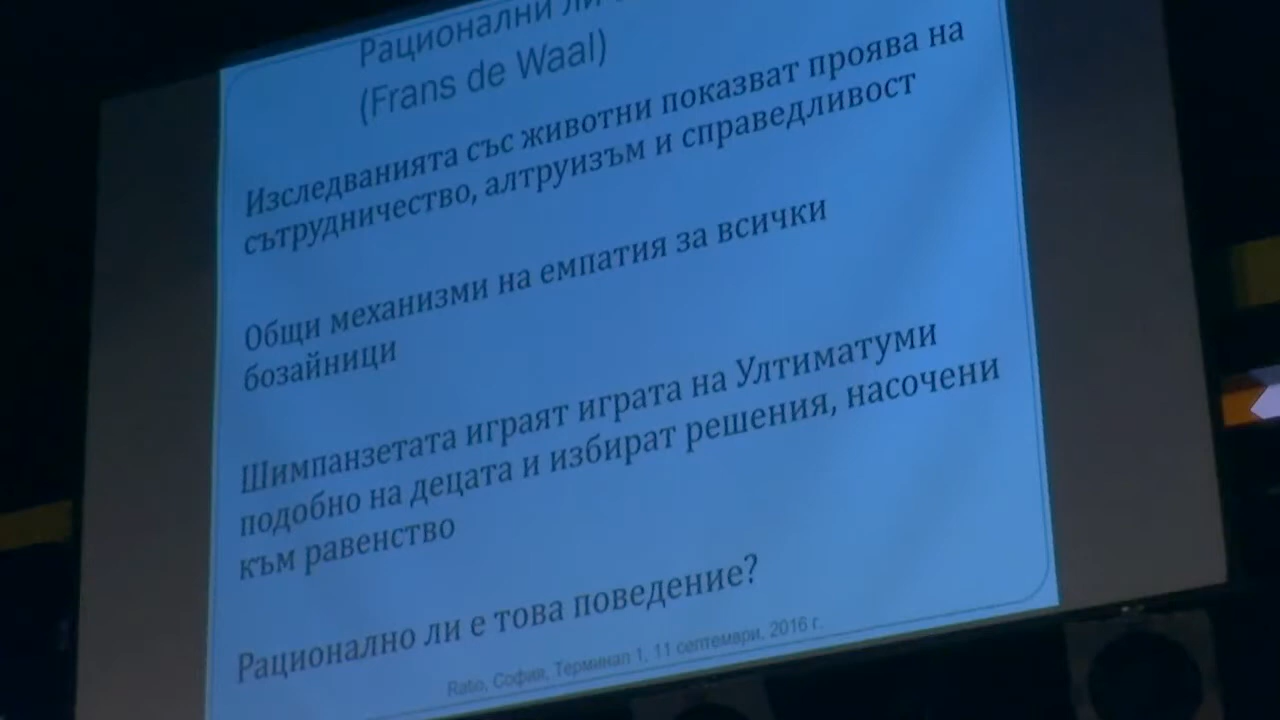 Рационални ли
(Frans de Waal)
Изследванията със животни показват проява на
сътрудничество, алтруизъм и справедливост
Общи механизми на емпатия за всички
бозайници
Шимпанзетата играят играта на Ултиматуми
подобно на децата и избират решения, насочени
към равенство
Рационално ли е това поведение?
Ratio, София, Терминал 1, 11 септември, 2016 г.